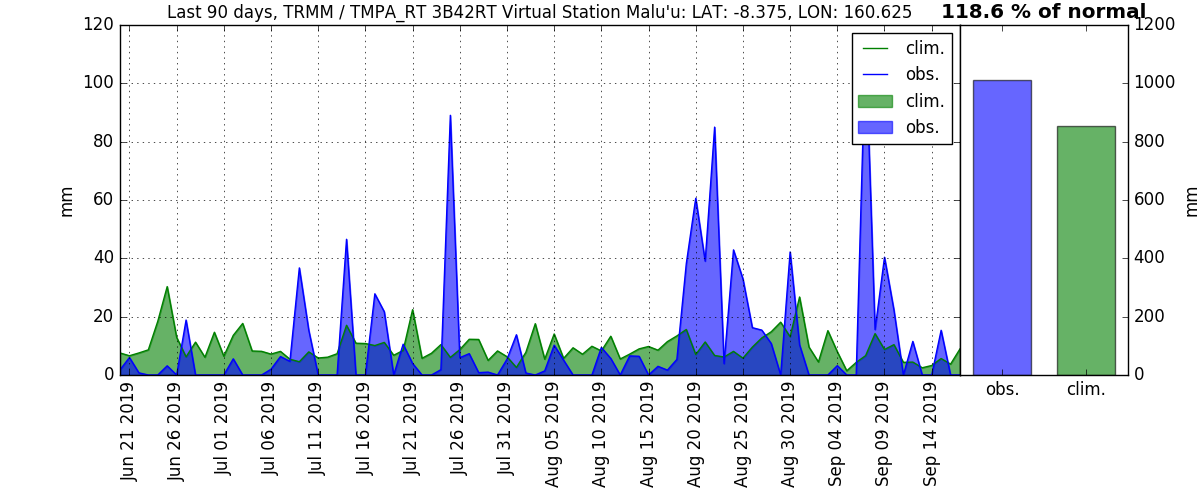 Last 90 days, TRMM / TMPA_RT 3B42RT Virtual Station Malu'u: LAT: -8.375, LON: 160.625
118.6 % of normal
120
100
80
60
40
20
0
mm
clim.
obs.
clim.
obs.
1200
1000
800
600
400
200
0
mm
obs.
clim.
Jun 21 2019
Jun 26 2019
Jul 01 2019
Jul 06 2019
Jul 11 2019
Jul 16 2019
Jul 21 2019
Jul 26 2019
Jul 31 2019
Aug 05 2019
Aug 10 2019
Aug 15 2019
Aug 20 2019
Aug 25 2019
Aug 30 2019
Sep 04 2019
Sep 09 2019
Sep 14 2019